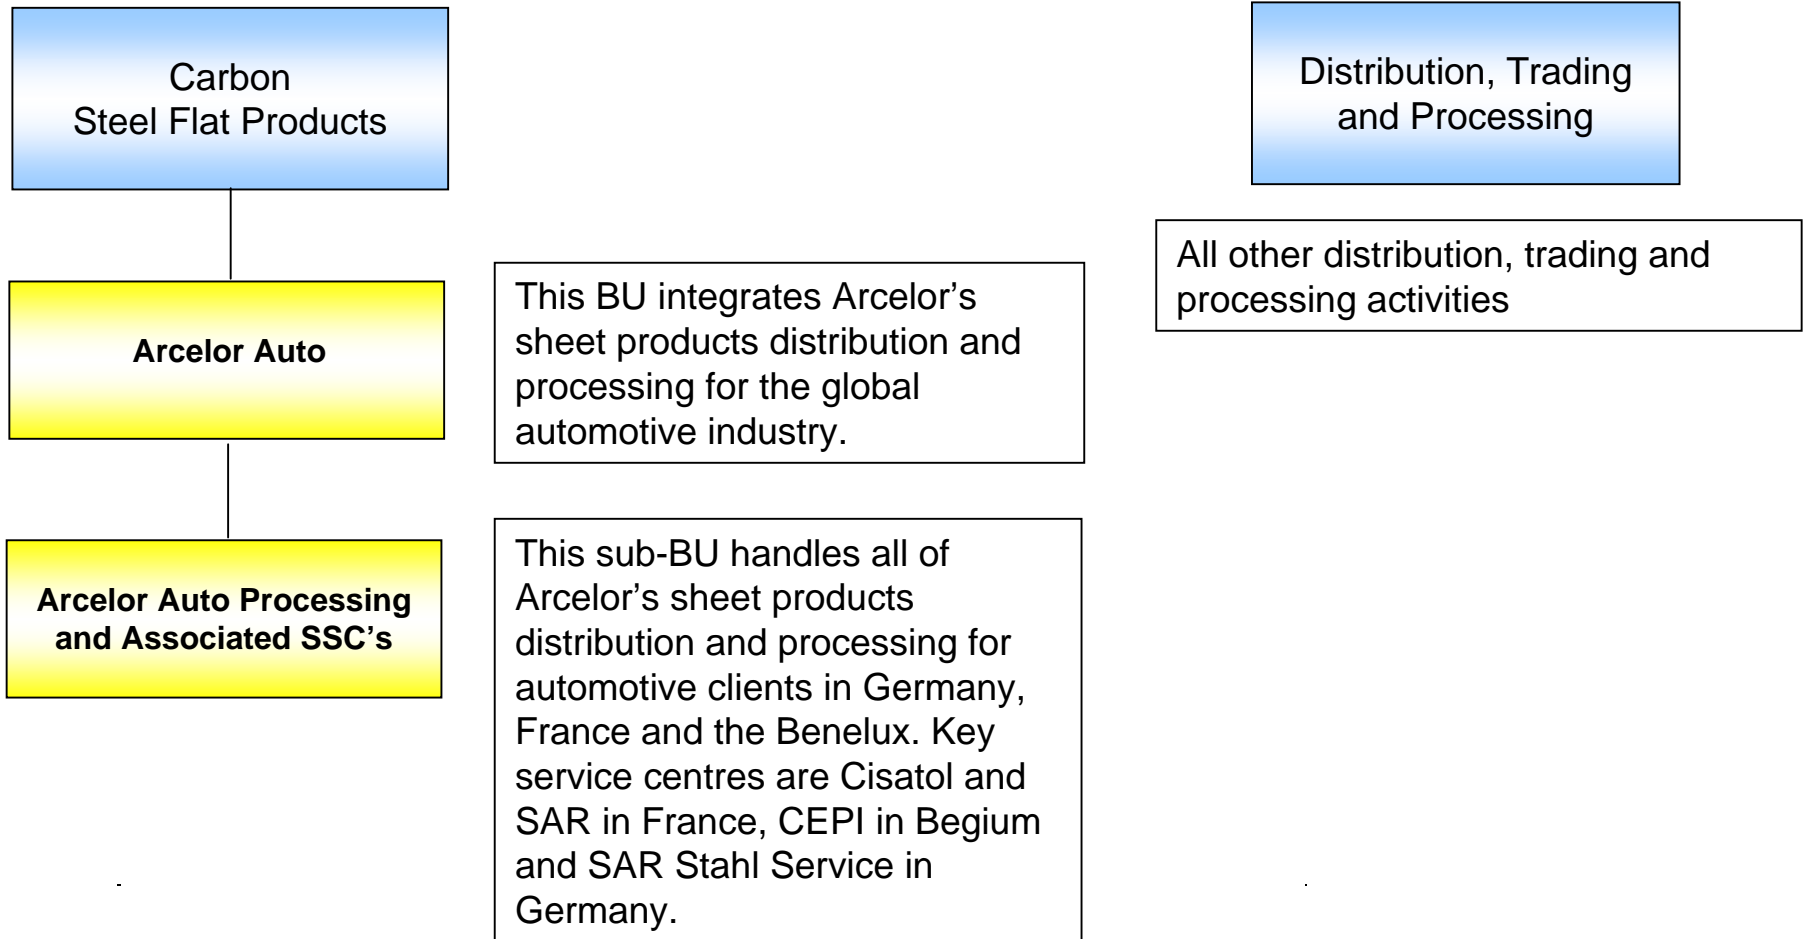 Carbon
Steel Flat Products
Distribution, Trading
and Processing
All other distribution, trading and
processing activities
Arcelor Auto
This BU integrates Arcelor’s
sheet products distribution and
processing for the global
automotive industry.
Arcelor Auto Processing
and Associated SSC’s
This sub-BU handles all of
Arcelor’s sheet products
distribution and processing for
automotive clients in Germany,
France and the Benelux. Key
service centres are Cisatol and
SAR in France, CEPI in Begium
and SAR Stahl Service in
Germany.